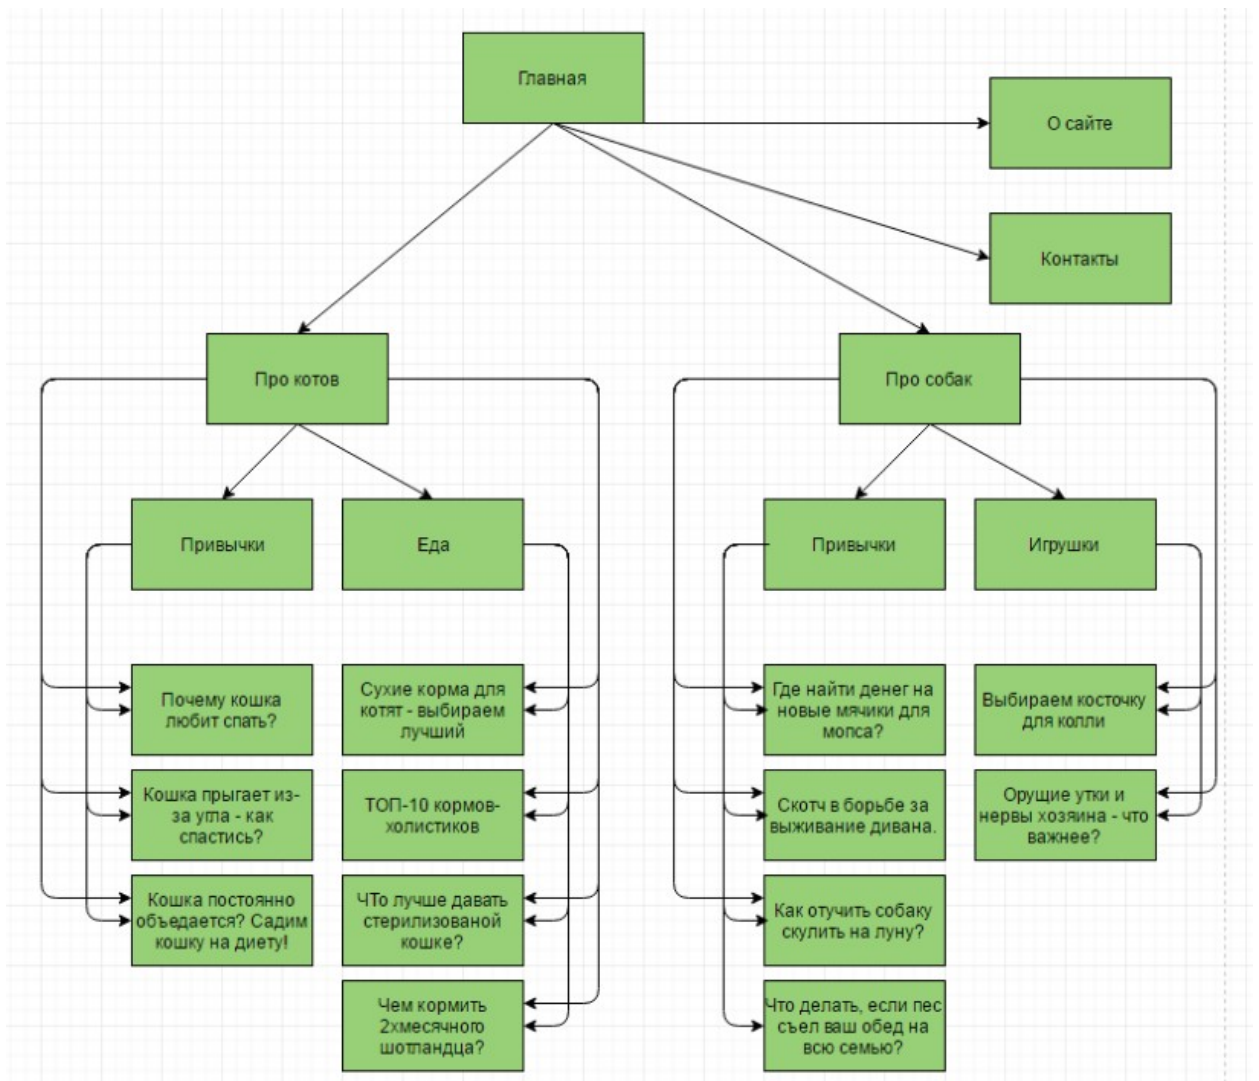 Главная
О сайте
Контакты
Про котов
Про собак
Привычки
Еда
Привычки
Игрушки
Почему кошка
любит спать?
Сухие корма для
котят - выбираем
лучший
Где найти денег на
новые мячики для
мопса?
Выбираем косточку
для колли
Кошка прыгает из-
за угла - как
спастись?
ТОП-10 кормов-
холистиков
Скотч в борьбе за
выживание дивана.
Орущие утки и
нервы хозяина - что
важнее?
Кошка постоянно
объедается? Садим
кошку на диету!
ЧТо лучше давать
стерилизованой
кошке?
Как отучить собаку
скулить на луну?
Чем кормить
2хмесячного
шотландца?
Что делать, если пес
съел ваш обед на
всю семью?